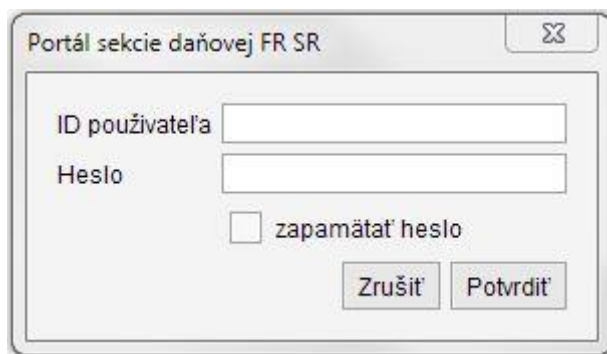 Portál sekcie daňovej FR SR
ID používateľa
Heslo
zapamätať heslo
Zrušiť Potvrdiť